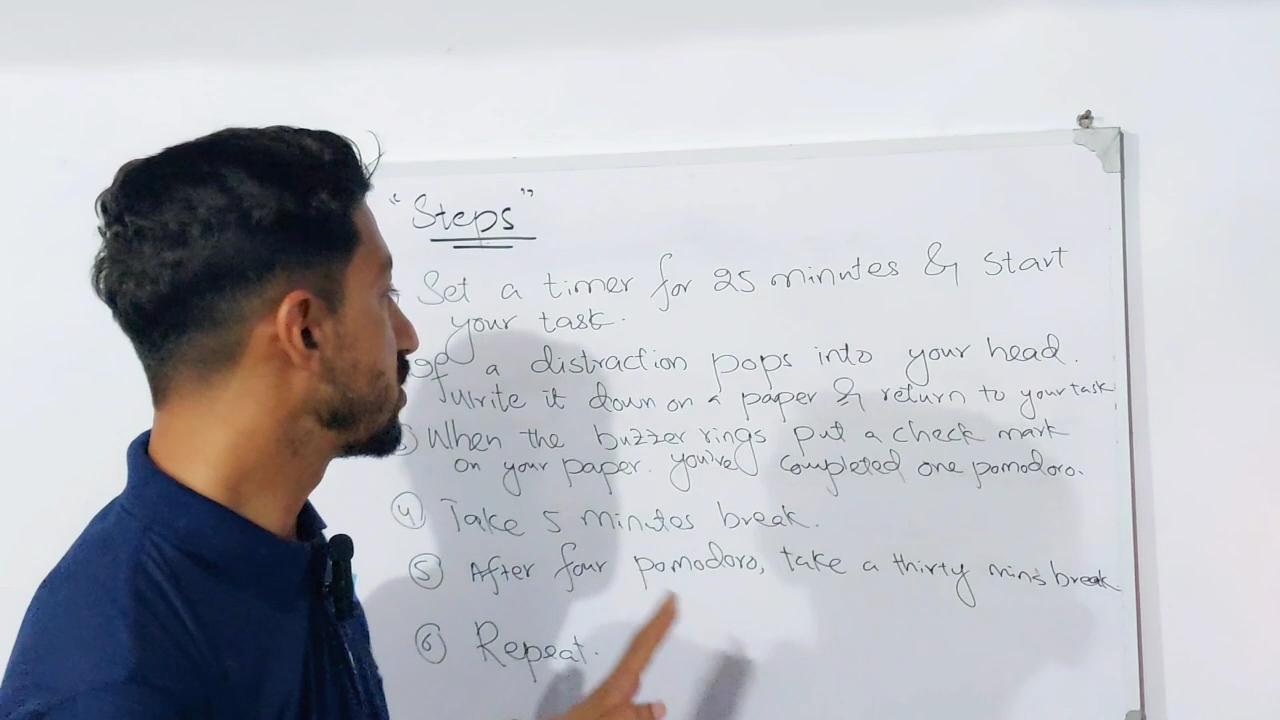 "Steps"
Set a timer for 25 minutes & start
your task.
If a distraction pops into your head.
write it down on a paper & return to your task
3) When the buzzer rings put a check mark
on your paper. you've completed one pomodoro.
4) Take 5 minutes break.
5) After four pomodoro, take a thirty mins break.
6) Repeat.